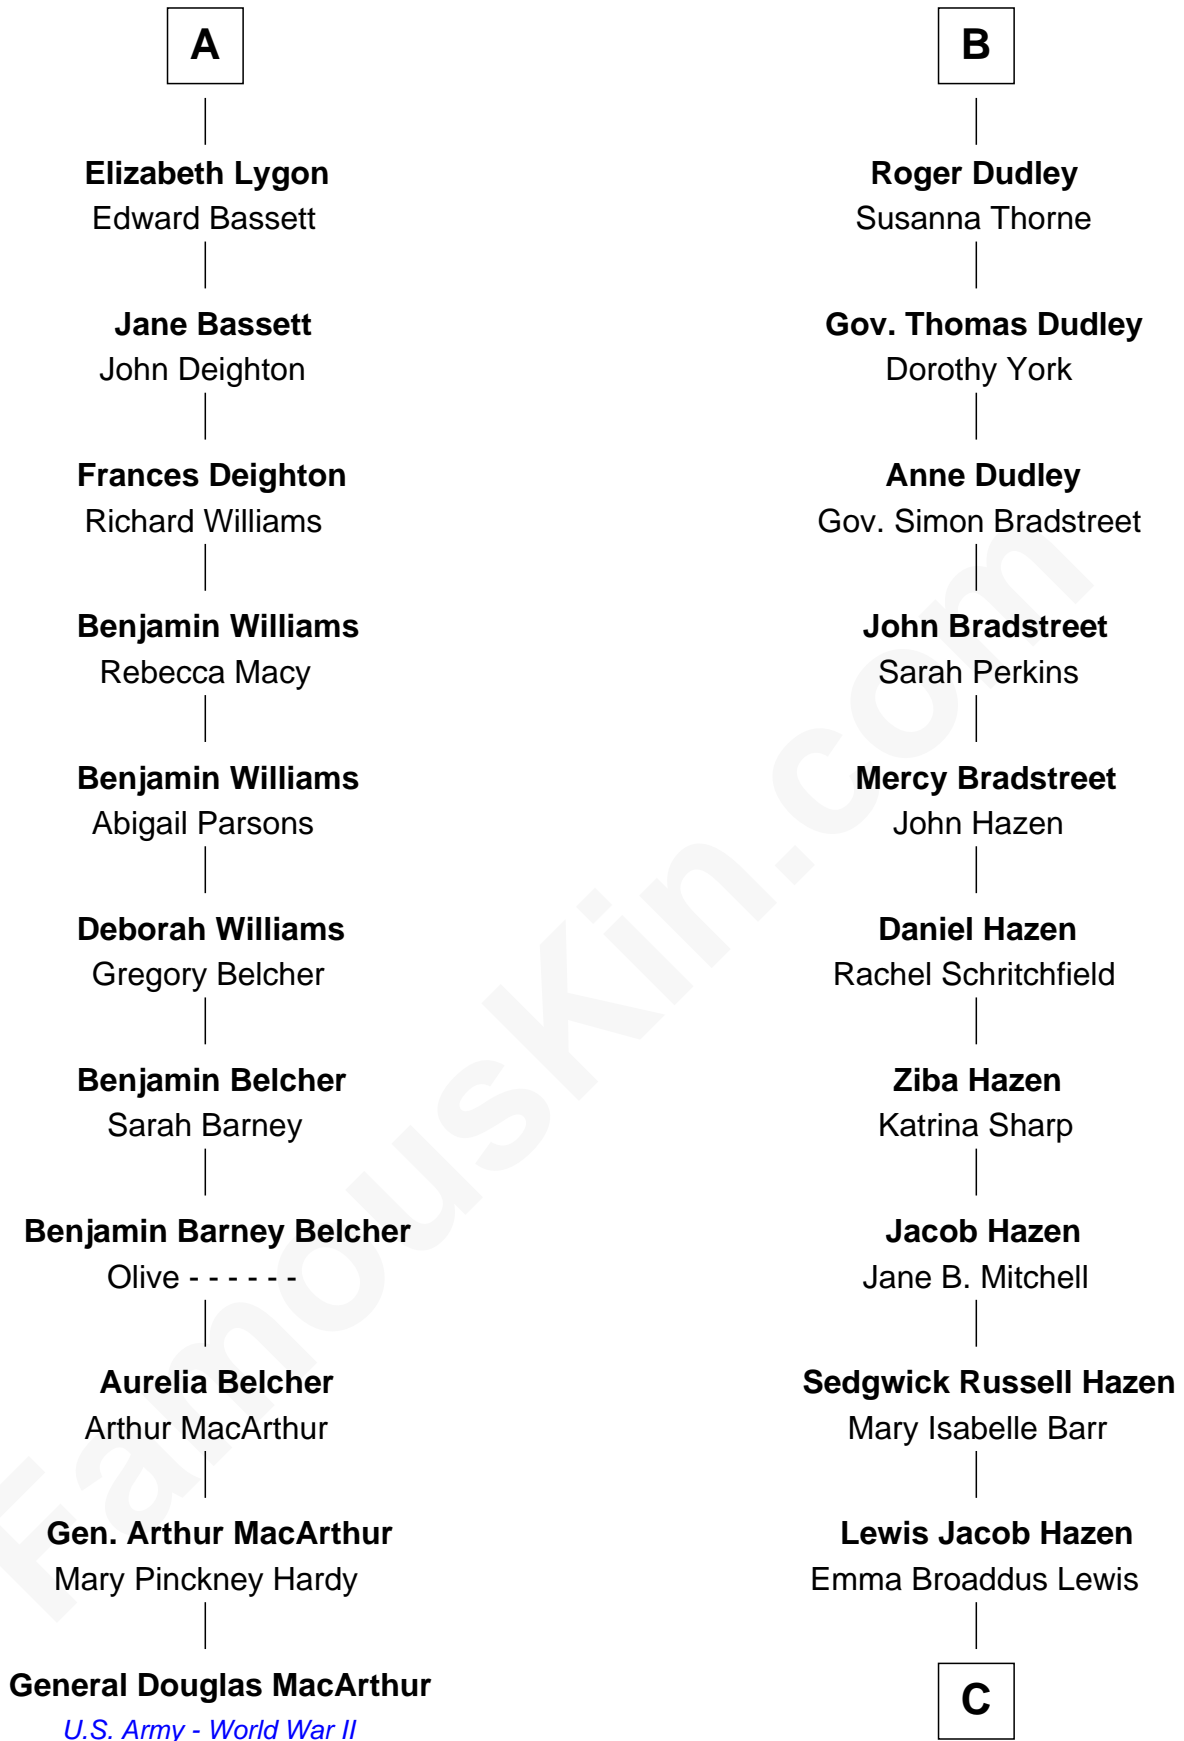 A
Elizabeth Lygon
Edward Bassett
Jane Bassett
John Deighton
Frances Deighton
Richard Williams
Benjamin Williams
Rebecca Macy
Benjamin Williams
Abigail Parsons
Deborah Williams
Gregory Belcher
Benjamin Belcher
Sarah Barney
Benjamin Barney Belcher
Olive - - - - - -
Aurelia Belcher
Arthur MacArthur
Gen. Arthur MacArthur
Mary Pinckney Hardy
General Douglas MacArthur
U.S. Army - World War II
B
Roger Dudley
Susanna Thorne
Gov. Thomas Dudley
Dorothy York
Anne Dudley
Gov. Simon Bradstreet
John Bradstreet
Sarah Perkins
Mercy Bradstreet
John Hazen
Daniel Hazen
Rachel Schritchfield
Ziba Hazen
Katrina Sharp
Jacob Hazen
Jane B. Mitchell
Sedgwick Russell Hazen
Mary Isabelle Barr
Lewis Jacob Hazen
Emma Broaddus Lewis
C
FamousKin.com